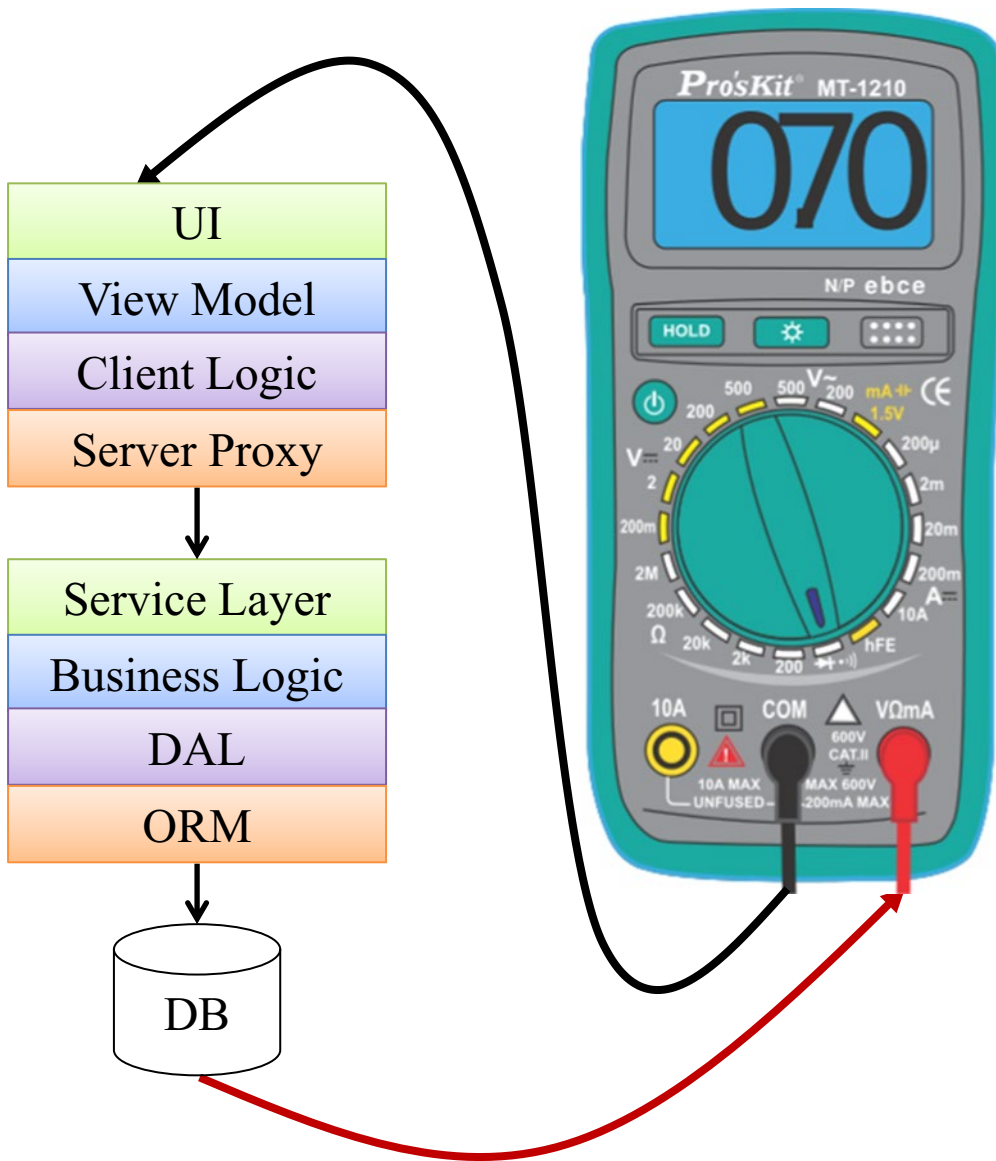 UI
View Model
Client Logic
Server Proxy
Service Layer
Business Logic
DAL
ORM
DB
Pro'sKit® MT-1210
07.0
N/P ebce
HOLD
500 500 V~ 200 mA 1.5V
200 200µ
V⎓ 20 2m
2 20m
200m 200m
2M A⎓
200k 10A
Ω 20k 2k 200 hFE
CE
10A COM VΩmA
600V
CAT.II
10A MAX MAX 600V
UNFUSED 200mA MAX